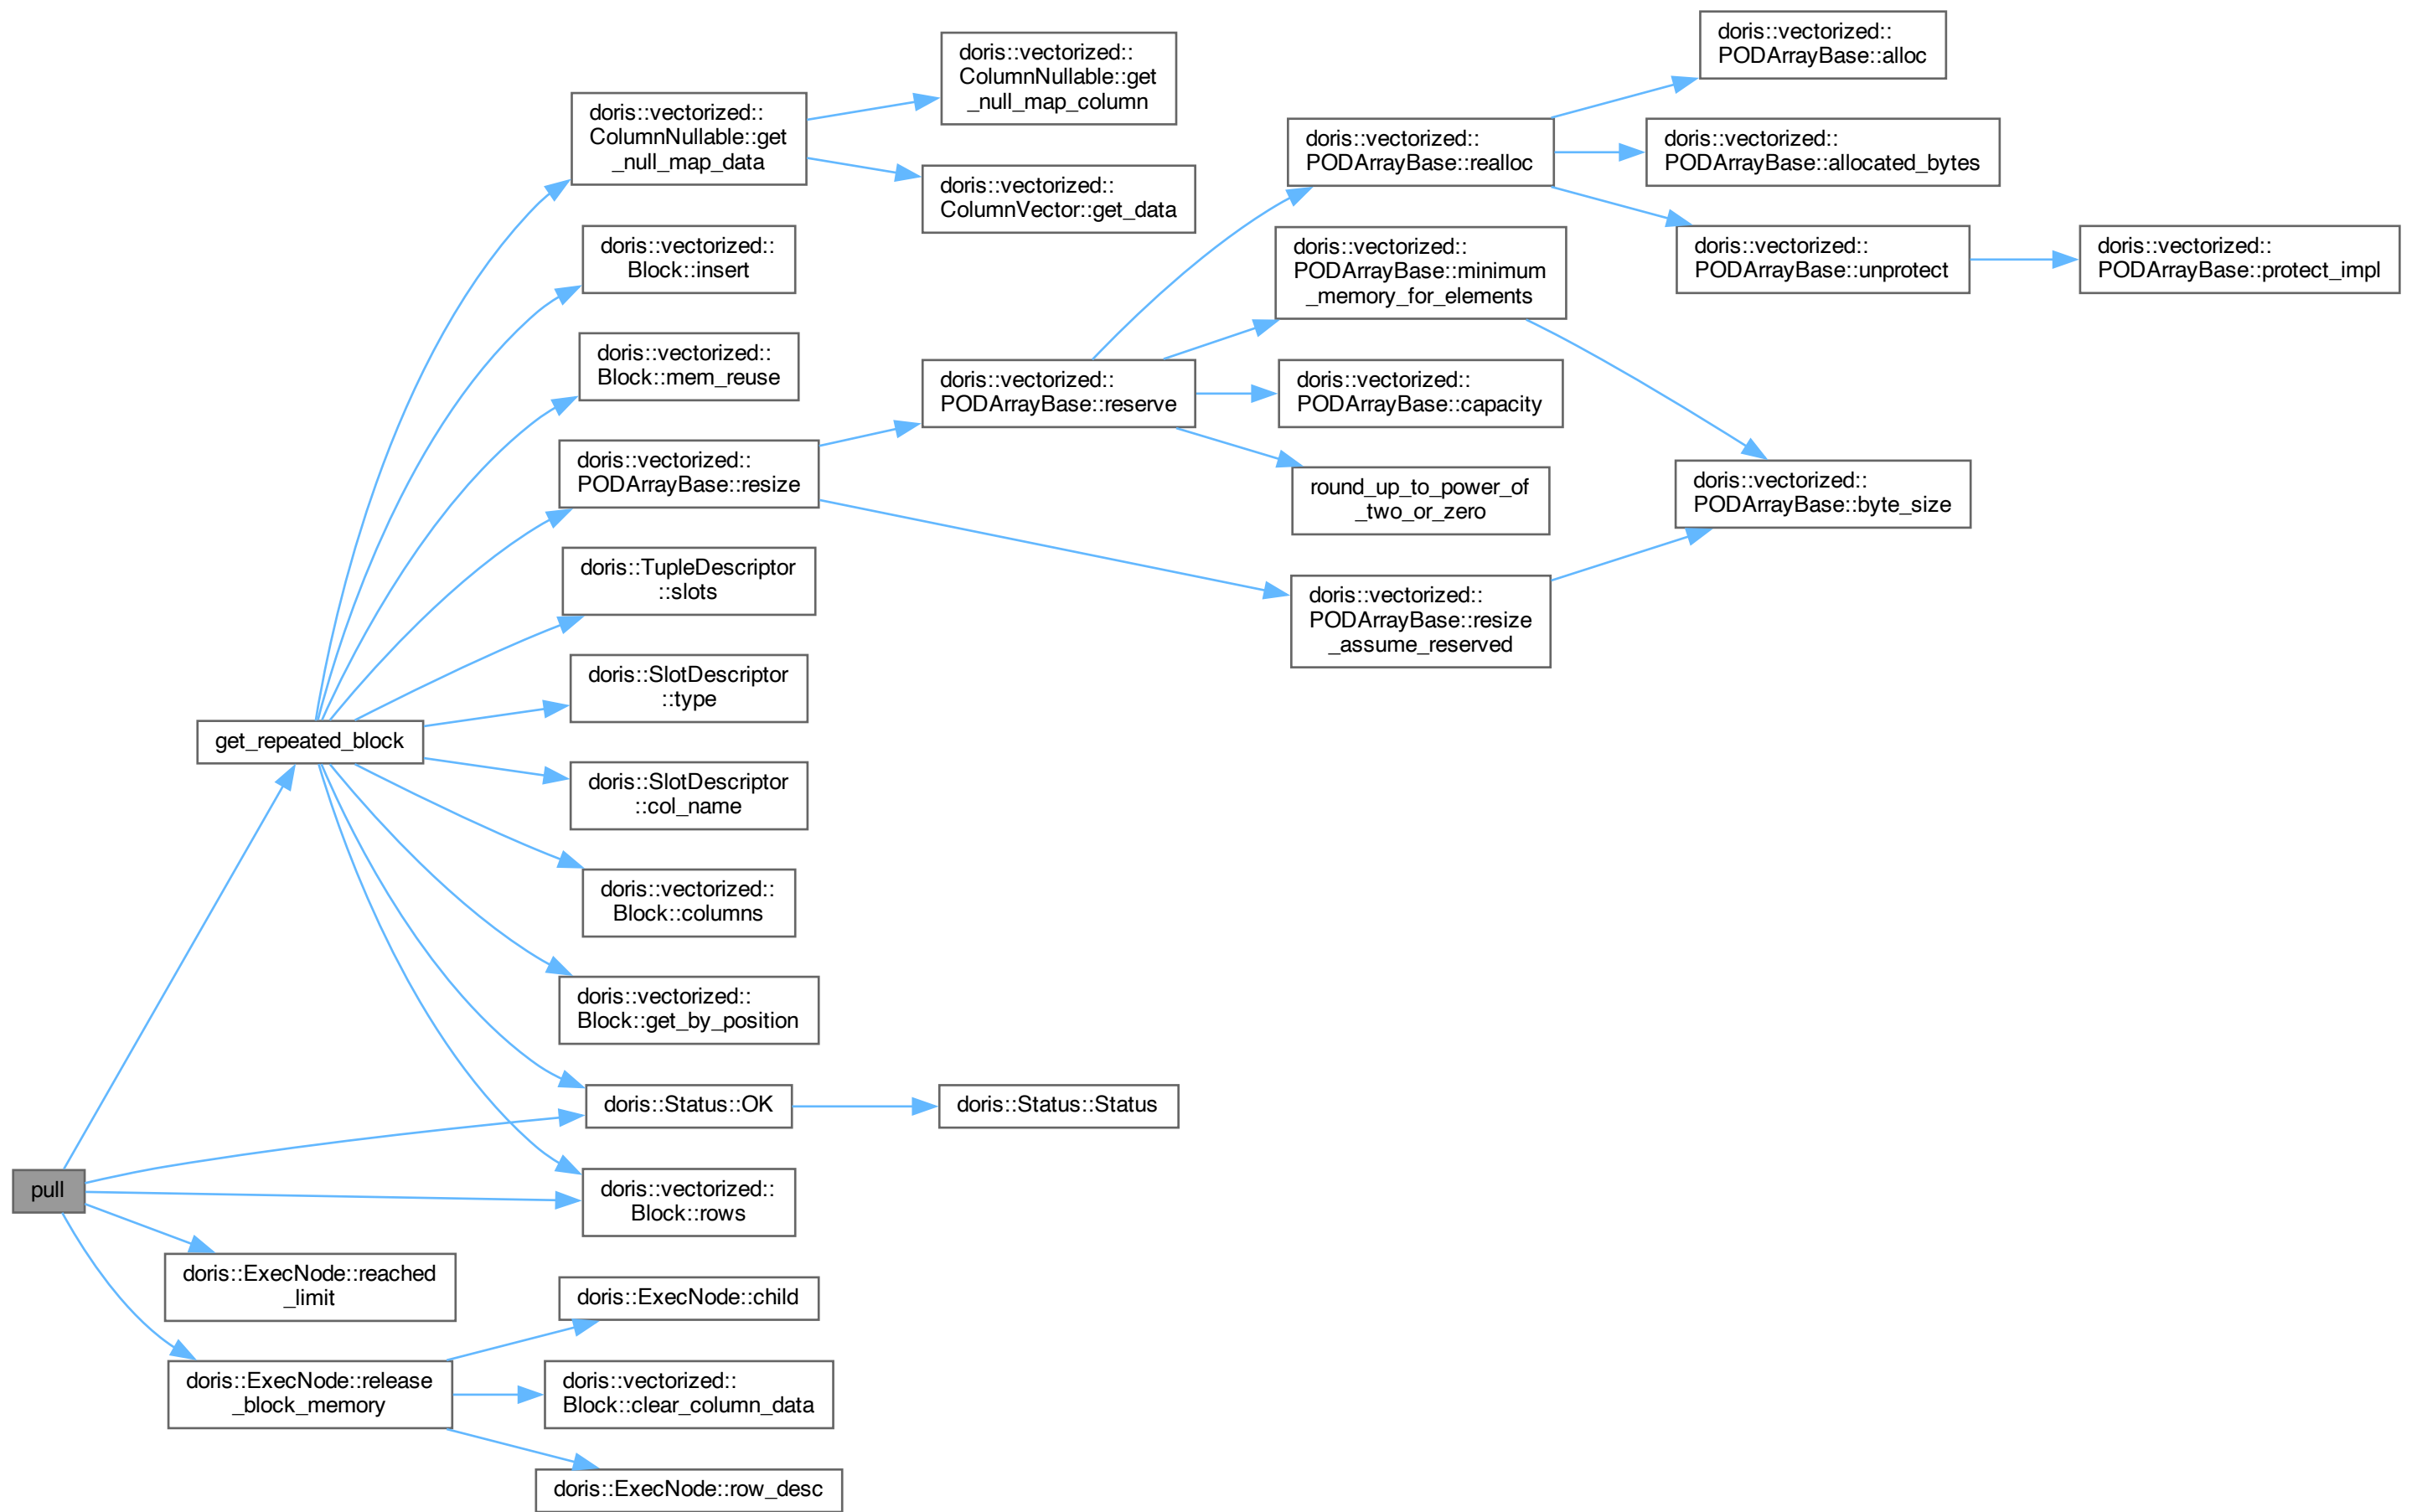 doris::vectorized::
PODArrayBase::alloc
doris::vectorized::
ColumnNullable::get
_null_map_column
doris::vectorized::
ColumnNullable::get
_null_map_data
doris::vectorized::
PODArrayBase::realloc
doris::vectorized::
PODArrayBase::allocated_bytes
doris::vectorized::
ColumnVector::get_data
doris::vectorized::
Block::insert
doris::vectorized::
PODArrayBase::minimum
_memory_for_elements
doris::vectorized::
PODArrayBase::unprotect
doris::vectorized::
PODArrayBase::protect_impl
doris::vectorized::
Block::mem_reuse
doris::vectorized::
PODArrayBase::reserve
doris::vectorized::
PODArrayBase::capacity
doris::vectorized::
PODArrayBase::resize
round_up_to_power_of
_two_or_zero
doris::vectorized::
PODArrayBase::byte_size
doris::TupleDescriptor
::slots
doris::vectorized::
PODArrayBase::resize
_assume_reserved
doris::SlotDescriptor
::type
get_repeated_block
doris::SlotDescriptor
::col_name
doris::vectorized::
Block::columns
doris::vectorized::
Block::get_by_position
doris::Status::OK
doris::Status::Status
pull
doris::vectorized::
Block::rows
doris::ExecNode::reached
_limit
doris::ExecNode::child
doris::ExecNode::release
_block_memory
doris::vectorized::
Block::clear_column_data
doris::ExecNode::row_desc